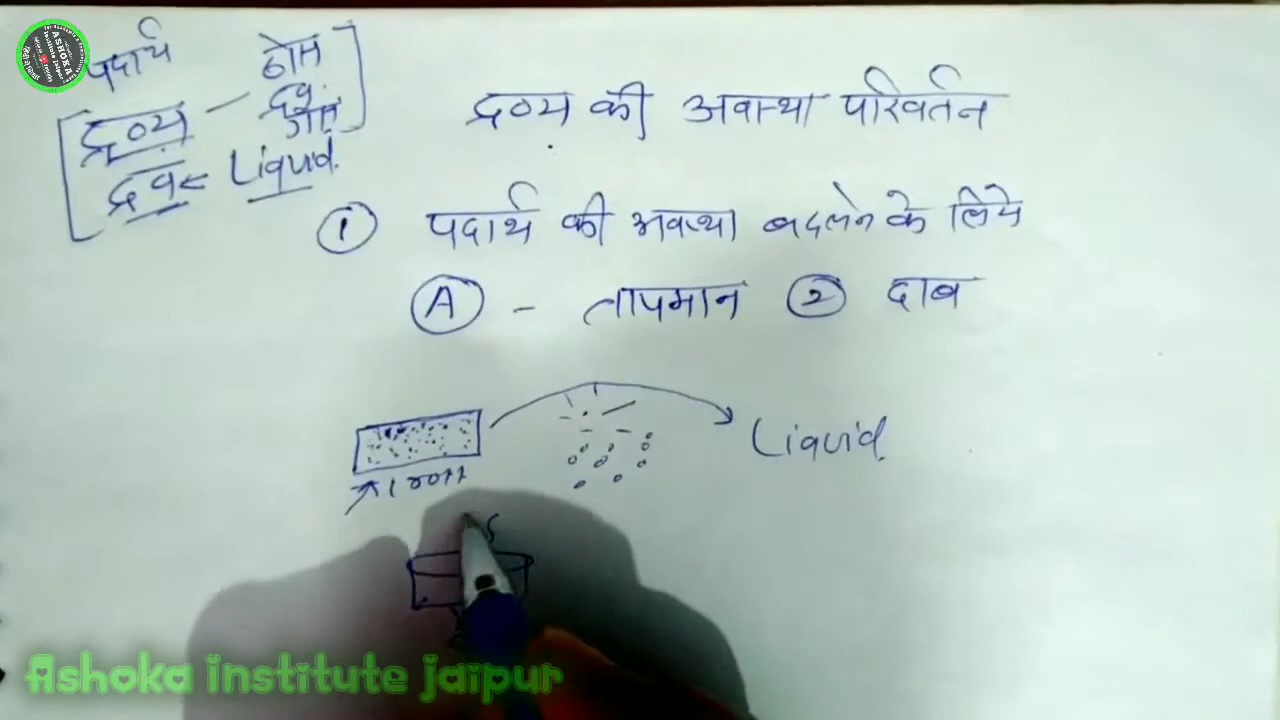 पदार्थ
ठोस
द्रव्य - द्रव
गैस
द्रव < Liquid.
द्रव्य की अवस्था परिवर्तन
① पदार्थ की अवस्था बदलने के लिये
Ⓐ - तापमान ② दाब
Liquid
Iron
Ashoka institute jaipur